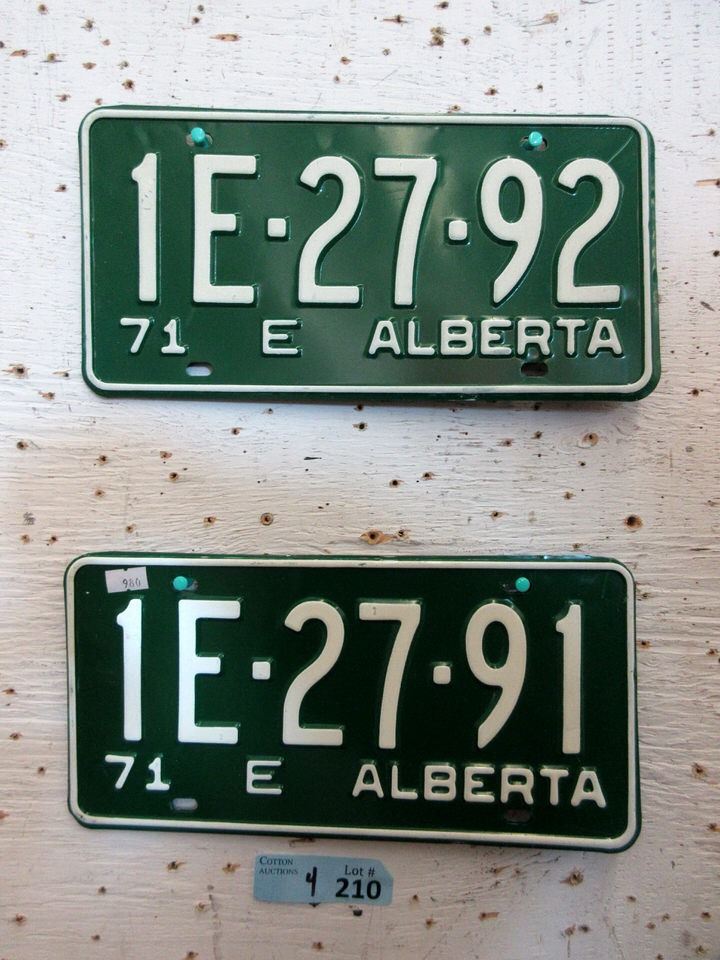 1E·27·92
71 E ALBERTA
980
1E·27·91
71 E ALBERTA
COTTON AUCTIONS 4 Lot # 210